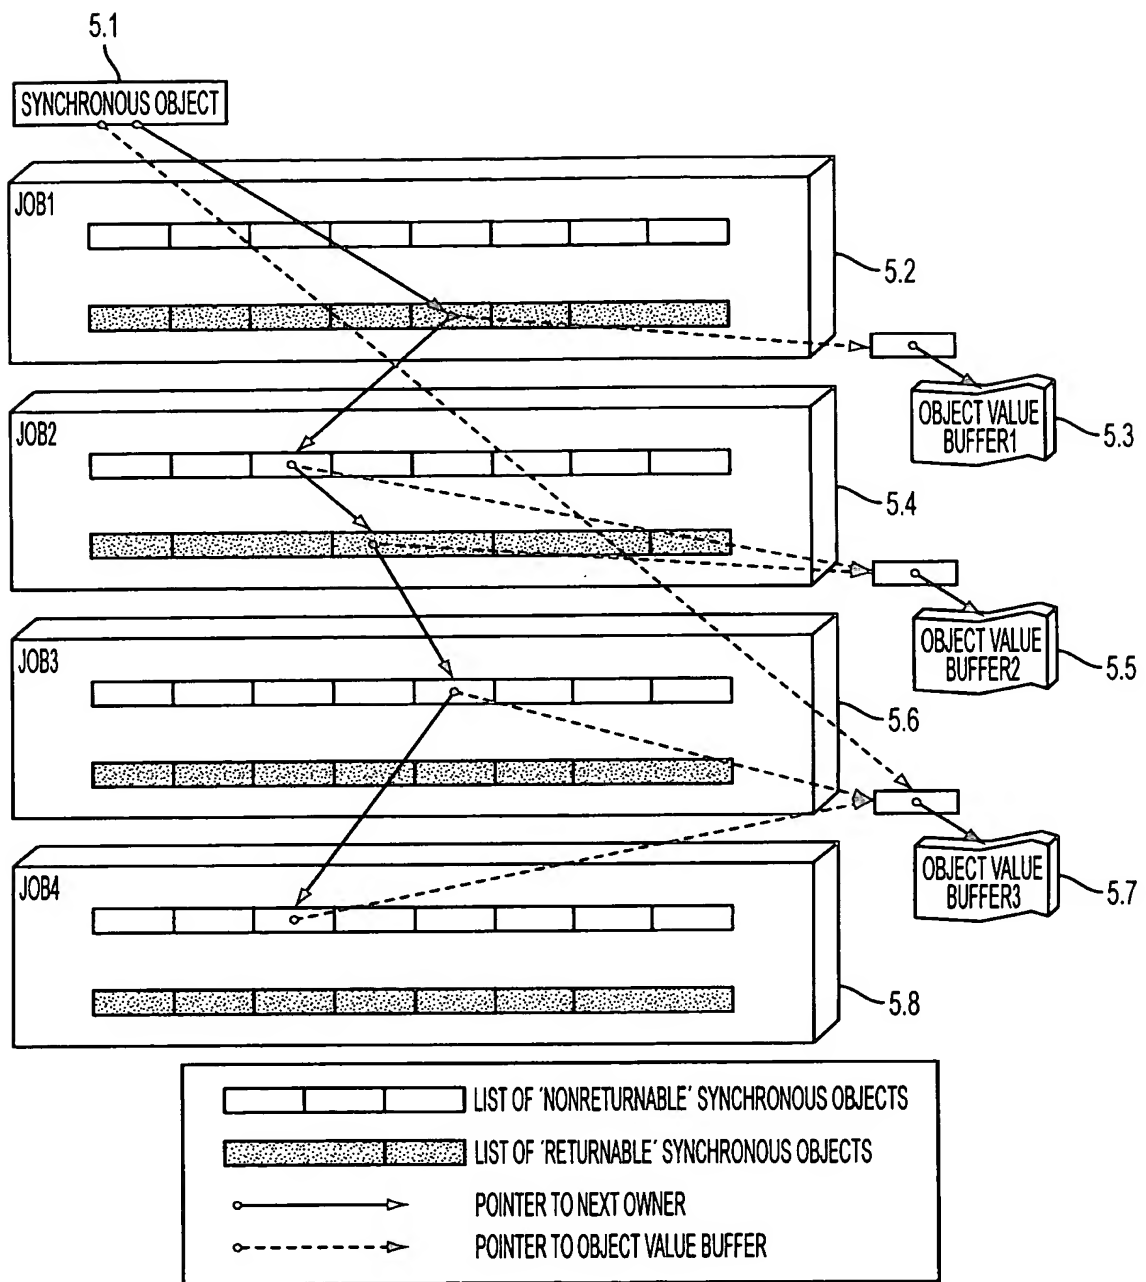 5.1
SYNCHRONOUS OBJECT
JOB1
5.2
OBJECT VALUE
BUFFER1
5.3
JOB2
5.4
OBJECT VALUE
BUFFER2
5.5
JOB3
5.6
OBJECT VALUE
BUFFER3
5.7
JOB4
5.8
LIST OF 'NONRETURNABLE' SYNCHRONOUS OBJECTS
LIST OF 'RETURNABLE' SYNCHRONOUS OBJECTS
POINTER TO NEXT OWNER
POINTER TO OBJECT VALUE BUFFER